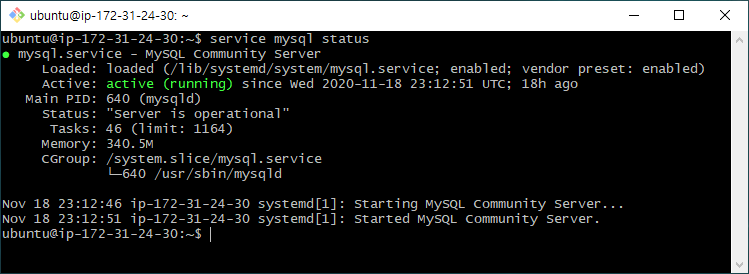 ubuntu@ip-172-31-24-30: ~
ubuntu@ip-172-31-24-30:~$ service mysql status
● mysql.service - MySQL Community Server
     Loaded: loaded (/lib/systemd/system/mysql.service; enabled; vendor preset: enabled)
     Active: active (running) since Wed 2020-11-18 23:12:51 UTC; 18h ago
   Main PID: 640 (mysqld)
     Status: "Server is operational"
      Tasks: 46 (limit: 1164)
     Memory: 340.5M
     CGroup: /system.slice/mysql.service
             └─640 /usr/sbin/mysqld
Nov 18 23:12:46 ip-172-31-24-30 systemd[1]: Starting MySQL Community Server...
Nov 18 23:12:51 ip-172-31-24-30 systemd[1]: Started MySQL Community Server.
ubuntu@ip-172-31-24-30:~$